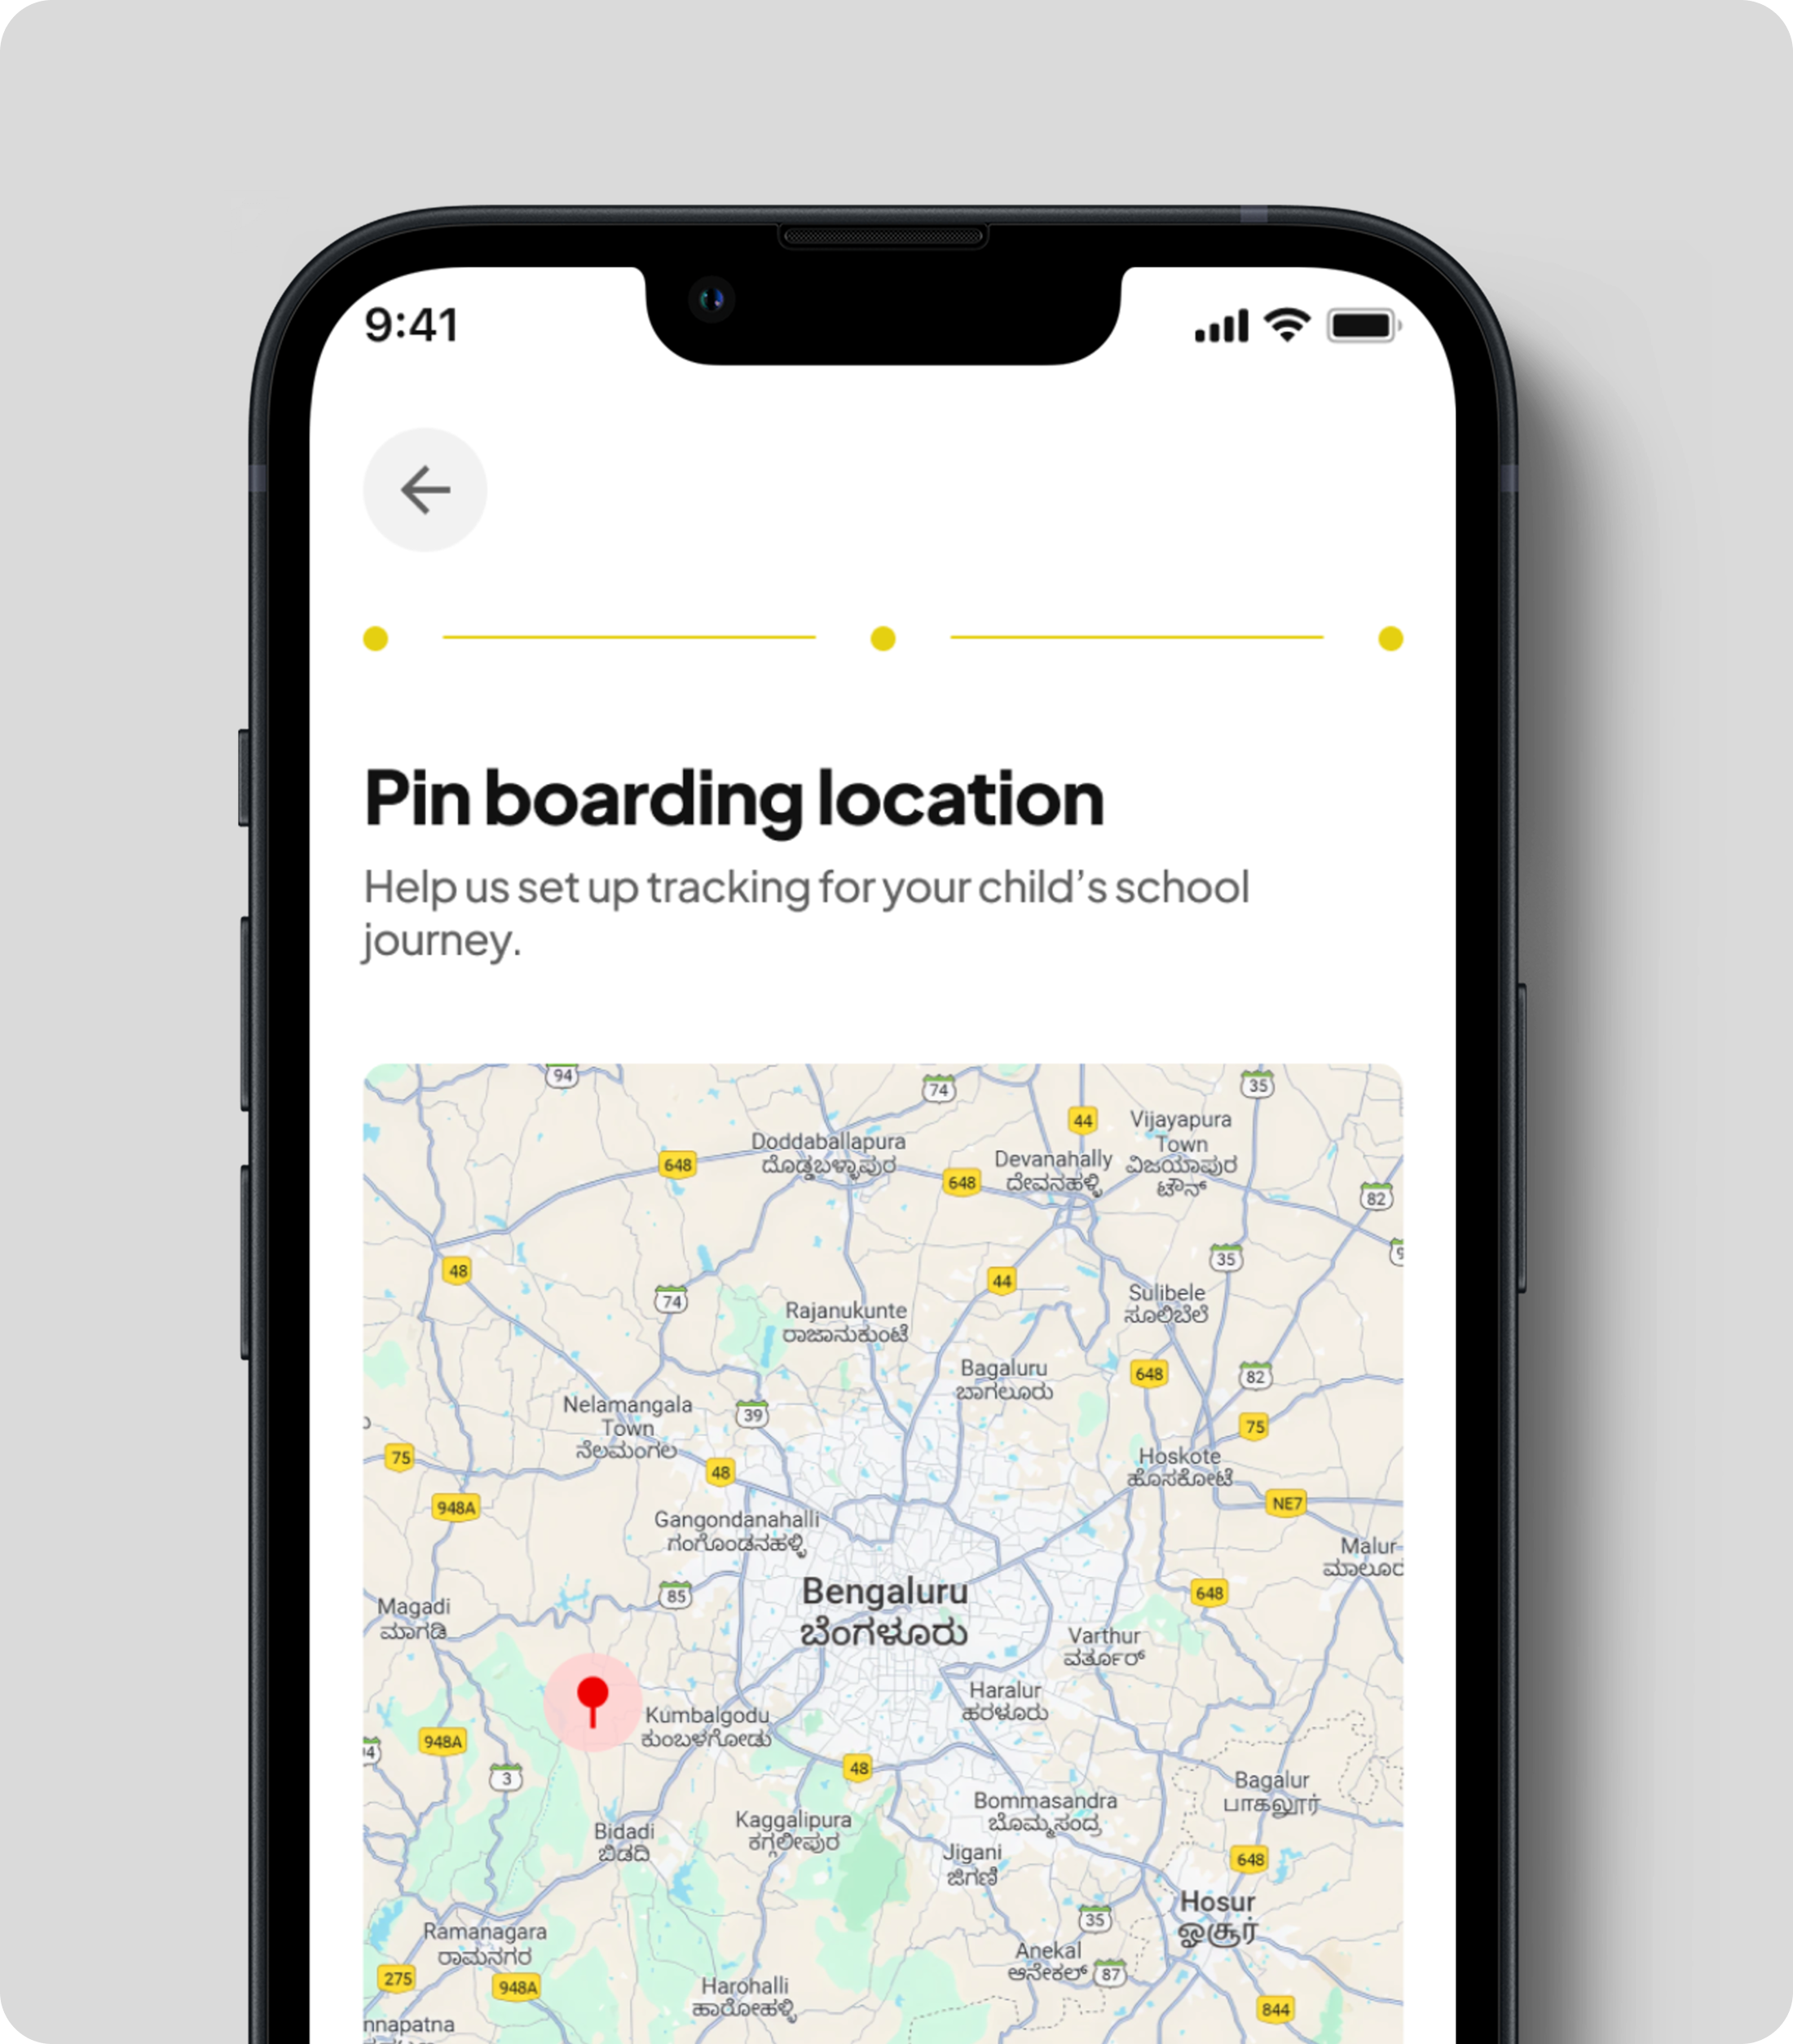 9:41
Pin boarding location
Help us set up tracking for your child’s school
journey.
94
74
35
44
Vijayapura
Town
ವಿಜಯಾಪುರ
ಟೌನ್
Doddaballapura
ದೊಡ್ಡಬಳ್ಳಾಪುರ
648
Devanahally
ದೇವನಹಳ್ಳಿ
648
82
35
48
44
74
Sulibele
ಸೂಲಿಬೆಲೆ
Rajanukunte
ರಾಜಾನುಕುಂಟೆ
Bagaluru
ಬಾಗಲೂರು
648
82
Nelamangala
Town
ನೆಲಮಂಗಲ
39
75
75
48
Hoskote
ಹೊಸಕೋಟೆ
948A
NE7
Gangondanahalli
ಗಂಗೊಂಡನಹಳ್ಳಿ
Malur
85
Bengaluru
ಬೆಂಗಳೂರು
648
Magadi
ಮಾಗಡಿ
Varthur
ವರ್ತೂರ್
Haralur
ಹರಳೂರು
Kumbalgodu
ಕುಂಬಳಗೋಡು
948A
48
3
Bagalur
பாகலூர்
Bommasandra
ಬೊಮ್ಮಸಂದ್ರ
Kaggalipura
ಕಗ್ಗಲೀಪುರ
Bidadi
ಬಿಡದಿ
Jigani
ಜಿಗಣಿ
648
Hosur
ஓசூர்
35
Ramanagara
ರಾಮನಗರ
Anekal
ಆನೇಕಲ್
87
275
948A
Harohalli
ಹಾರೋಹಳ್ಳಿ
844
nnapatna